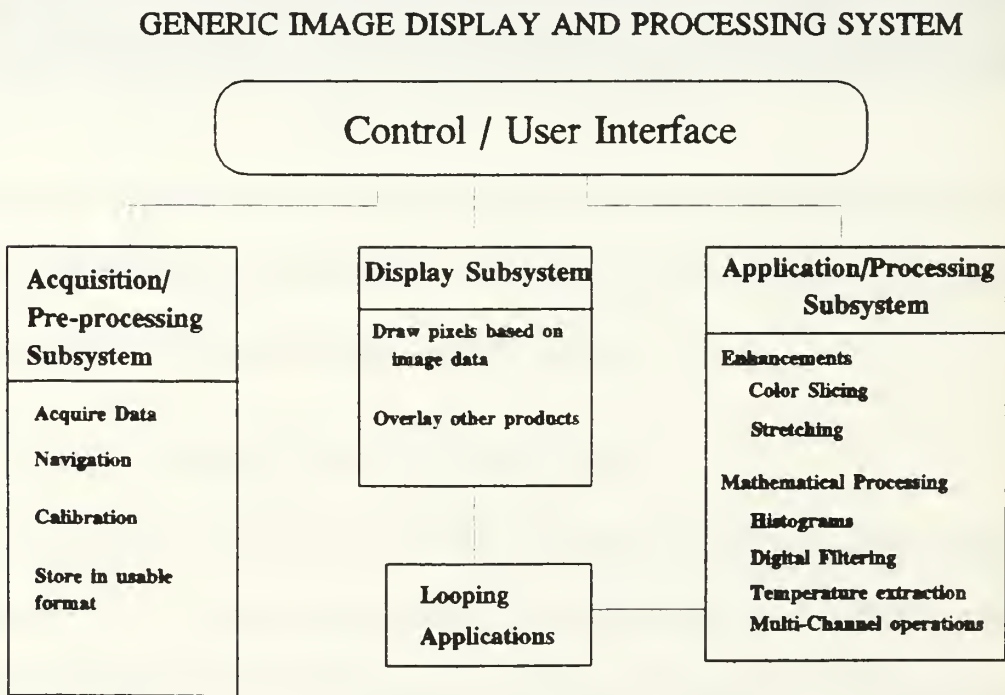 GENERIC IMAGE DISPLAY AND PROCESSING SYSTEM
Control / User Interface
Acquisition/
Pre-processing
Subsystem
Acquire Data
Navigation
Calibration
Store in usable
format
Display Subsystem
Draw pixels based on
image data
Overlay other products
Looping
Applications
Application/Processing
Subsystem
Enhancements
Color Slicing
Stretching
Mathematical Processing
Histograms
Digital Filtering
Temperature extraction
Multi-Channel operations